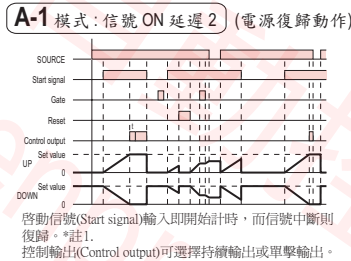 A-1 模式:信號 ON 延遲 2 (電源復歸動作)
SOURCE
Start signal
Gate
Reset
t
Control output
Set value
UP
0
Set value
DOWN
0
啓動信號(Start signal)輸入即開始計時，而信號中斷則
復歸。*註1.
控制輸出(Control output)可選擇持續輸出或單擊輸出。